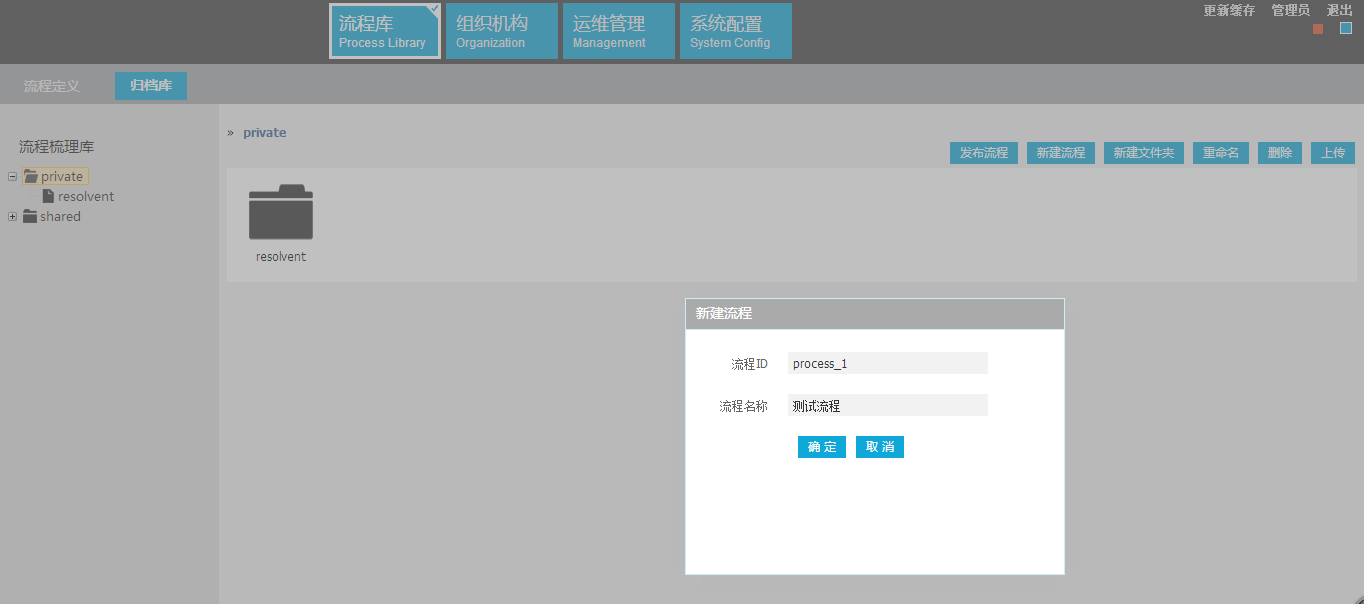 流程库
Process Library
组织机构
Organization
运维管理
Management
系统配置
System Config
更新缓存 管理员 退出
流程定义 归档库
流程梳理库
private
resolvent
shared
» private
发布流程 新建流程 新建文件夹 重命名 删除 上传
resolvent
新建流程
流程ID process_1
流程名称 测试流程
确 定 取 消